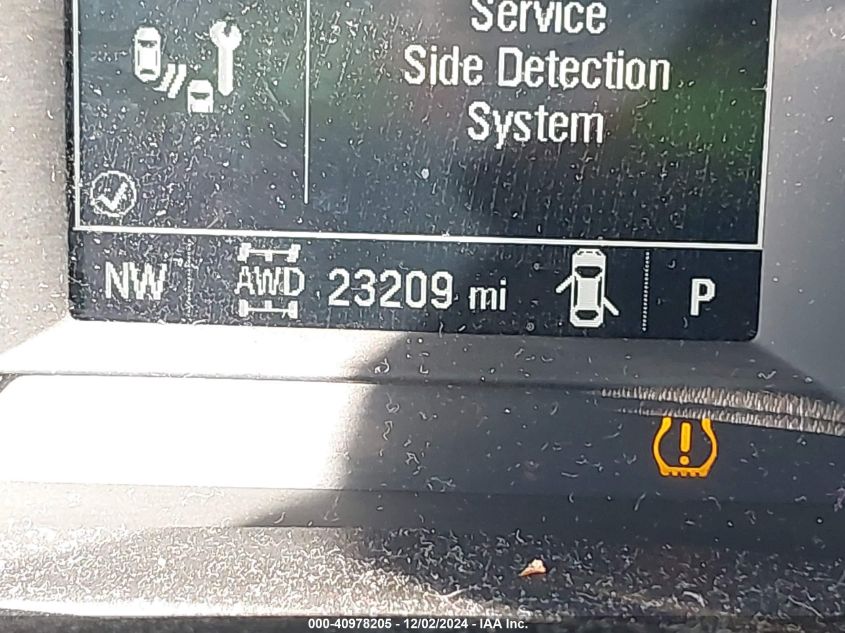 Service
Side Detection
System
NW AWD 23209 mi P
000-40978205 - 12/02/2024 - IAA Inc.